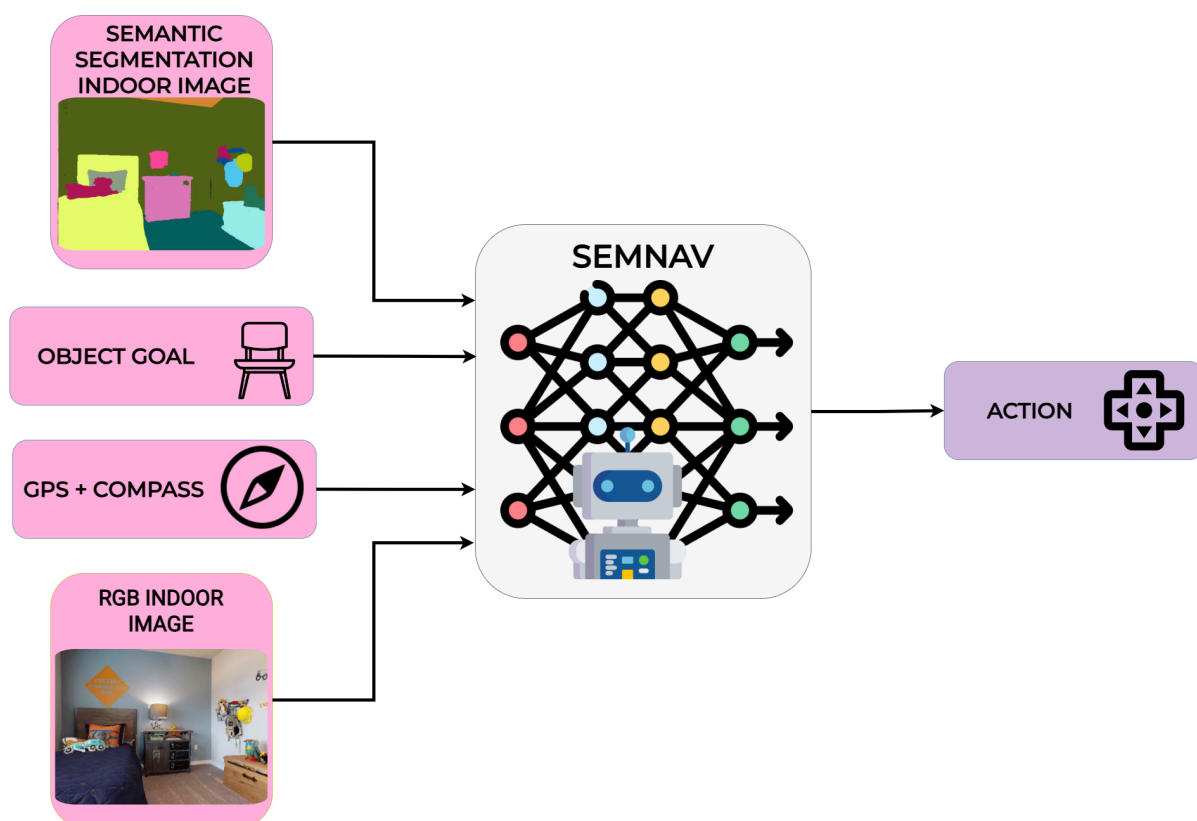 SEMANTIC
SEGMENTATION
INDOOR IMAGE
OBJECT GOAL
GPS + COMPASS
RGB INDOOR
IMAGE
SEMNAV
ACTION